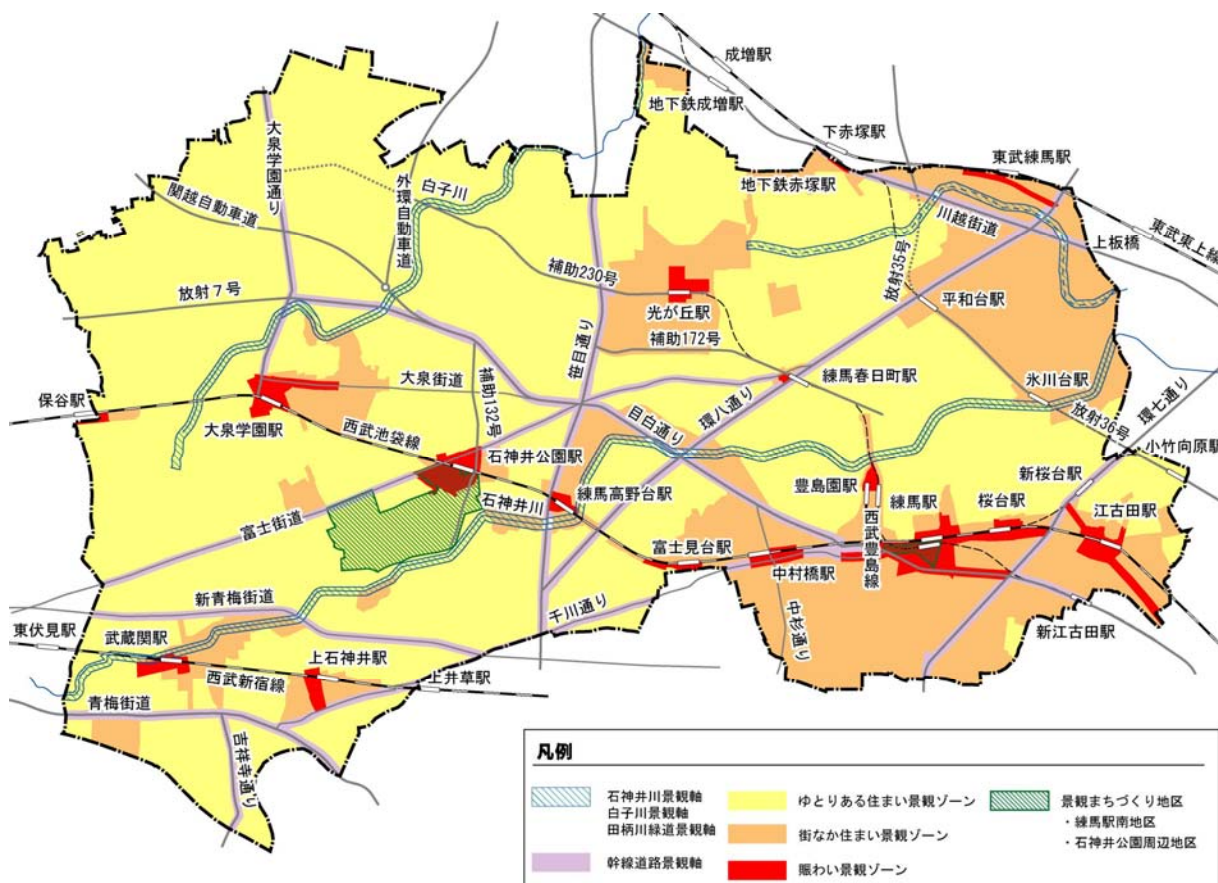 成増駅
地下鉄成増駅
下赤塚駅
東武練馬駅
地下鉄赤塚駅
大泉学園通り
関越自動車道
外環自動車道
白子川
川越街道
上板橋
東武東上線
放射7号
補助230号
放射35号
平和台駅
光が丘駅
補助172号
笹目通り
大泉街道
補助132号
練馬春日町駅
氷川台駅
保谷駅
大泉学園駅
西武池袋線
目白通り
環八通り
放射36号
環七通り
小竹向原駅
石神井公園駅
石神井川
練馬高野台駅
豊島園駅
練馬駅
新桜台駅
桜台駅
江古田駅
富士街道
富士見台駅
中村橋駅
西武豊島線
新青梅街道
千川通り
中杉通り
新江古田駅
東伏見駅
武蔵関駅
上石神井駅
西武新宿線
上井草駅
青梅街道
吉祥寺通り
凡例
石神井川景観軸
白子川景観軸
田柄川緑道景観軸
幹線道路景観軸
ゆとりある住まい景観ゾーン
街なか住まい景観ゾーン
賑わい景観ゾーン
景観まちづくり地区
・練馬駅南地区
・石神井公園周辺地区